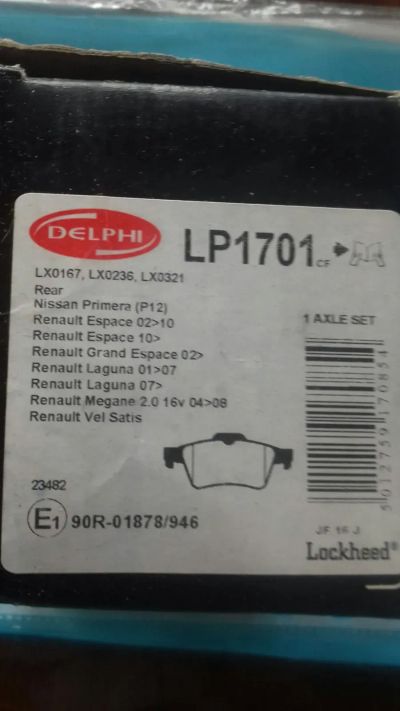 DELPHI
LP1701 CF
LX0167, LX0236, LX0321
Rear
Nissan Primera (P12)
Renault Espace 02>10
Renault Espace 10>
Renault Grand Espace 02>
Renault Laguna 01>07
Renault Laguna 07>
Renault Megane 2.0 16v 04>08
Renault Vel Satis
1 AXLE SET
5012759170854
23482
E1 90R-01878/946
JF 16 J
Lockheed®